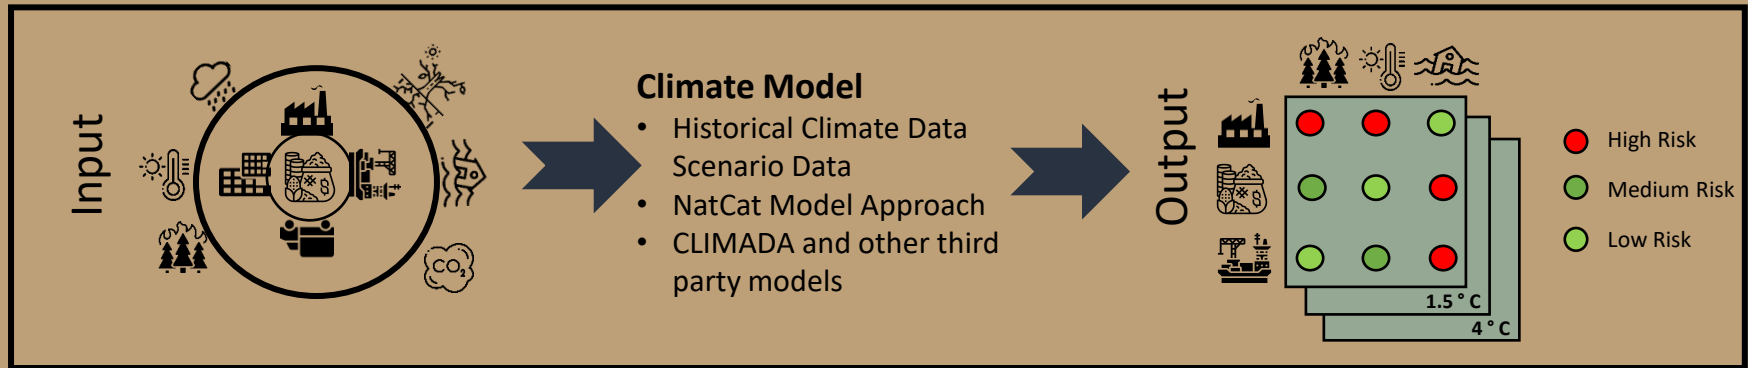 Input
CO2
Climate Model
• Historical Climate Data
Scenario Data
• NatCat Model Approach
• CLIMADA and other third
party models
Output
1.5 ° C
4 ° C
High Risk
Medium Risk
Low Risk